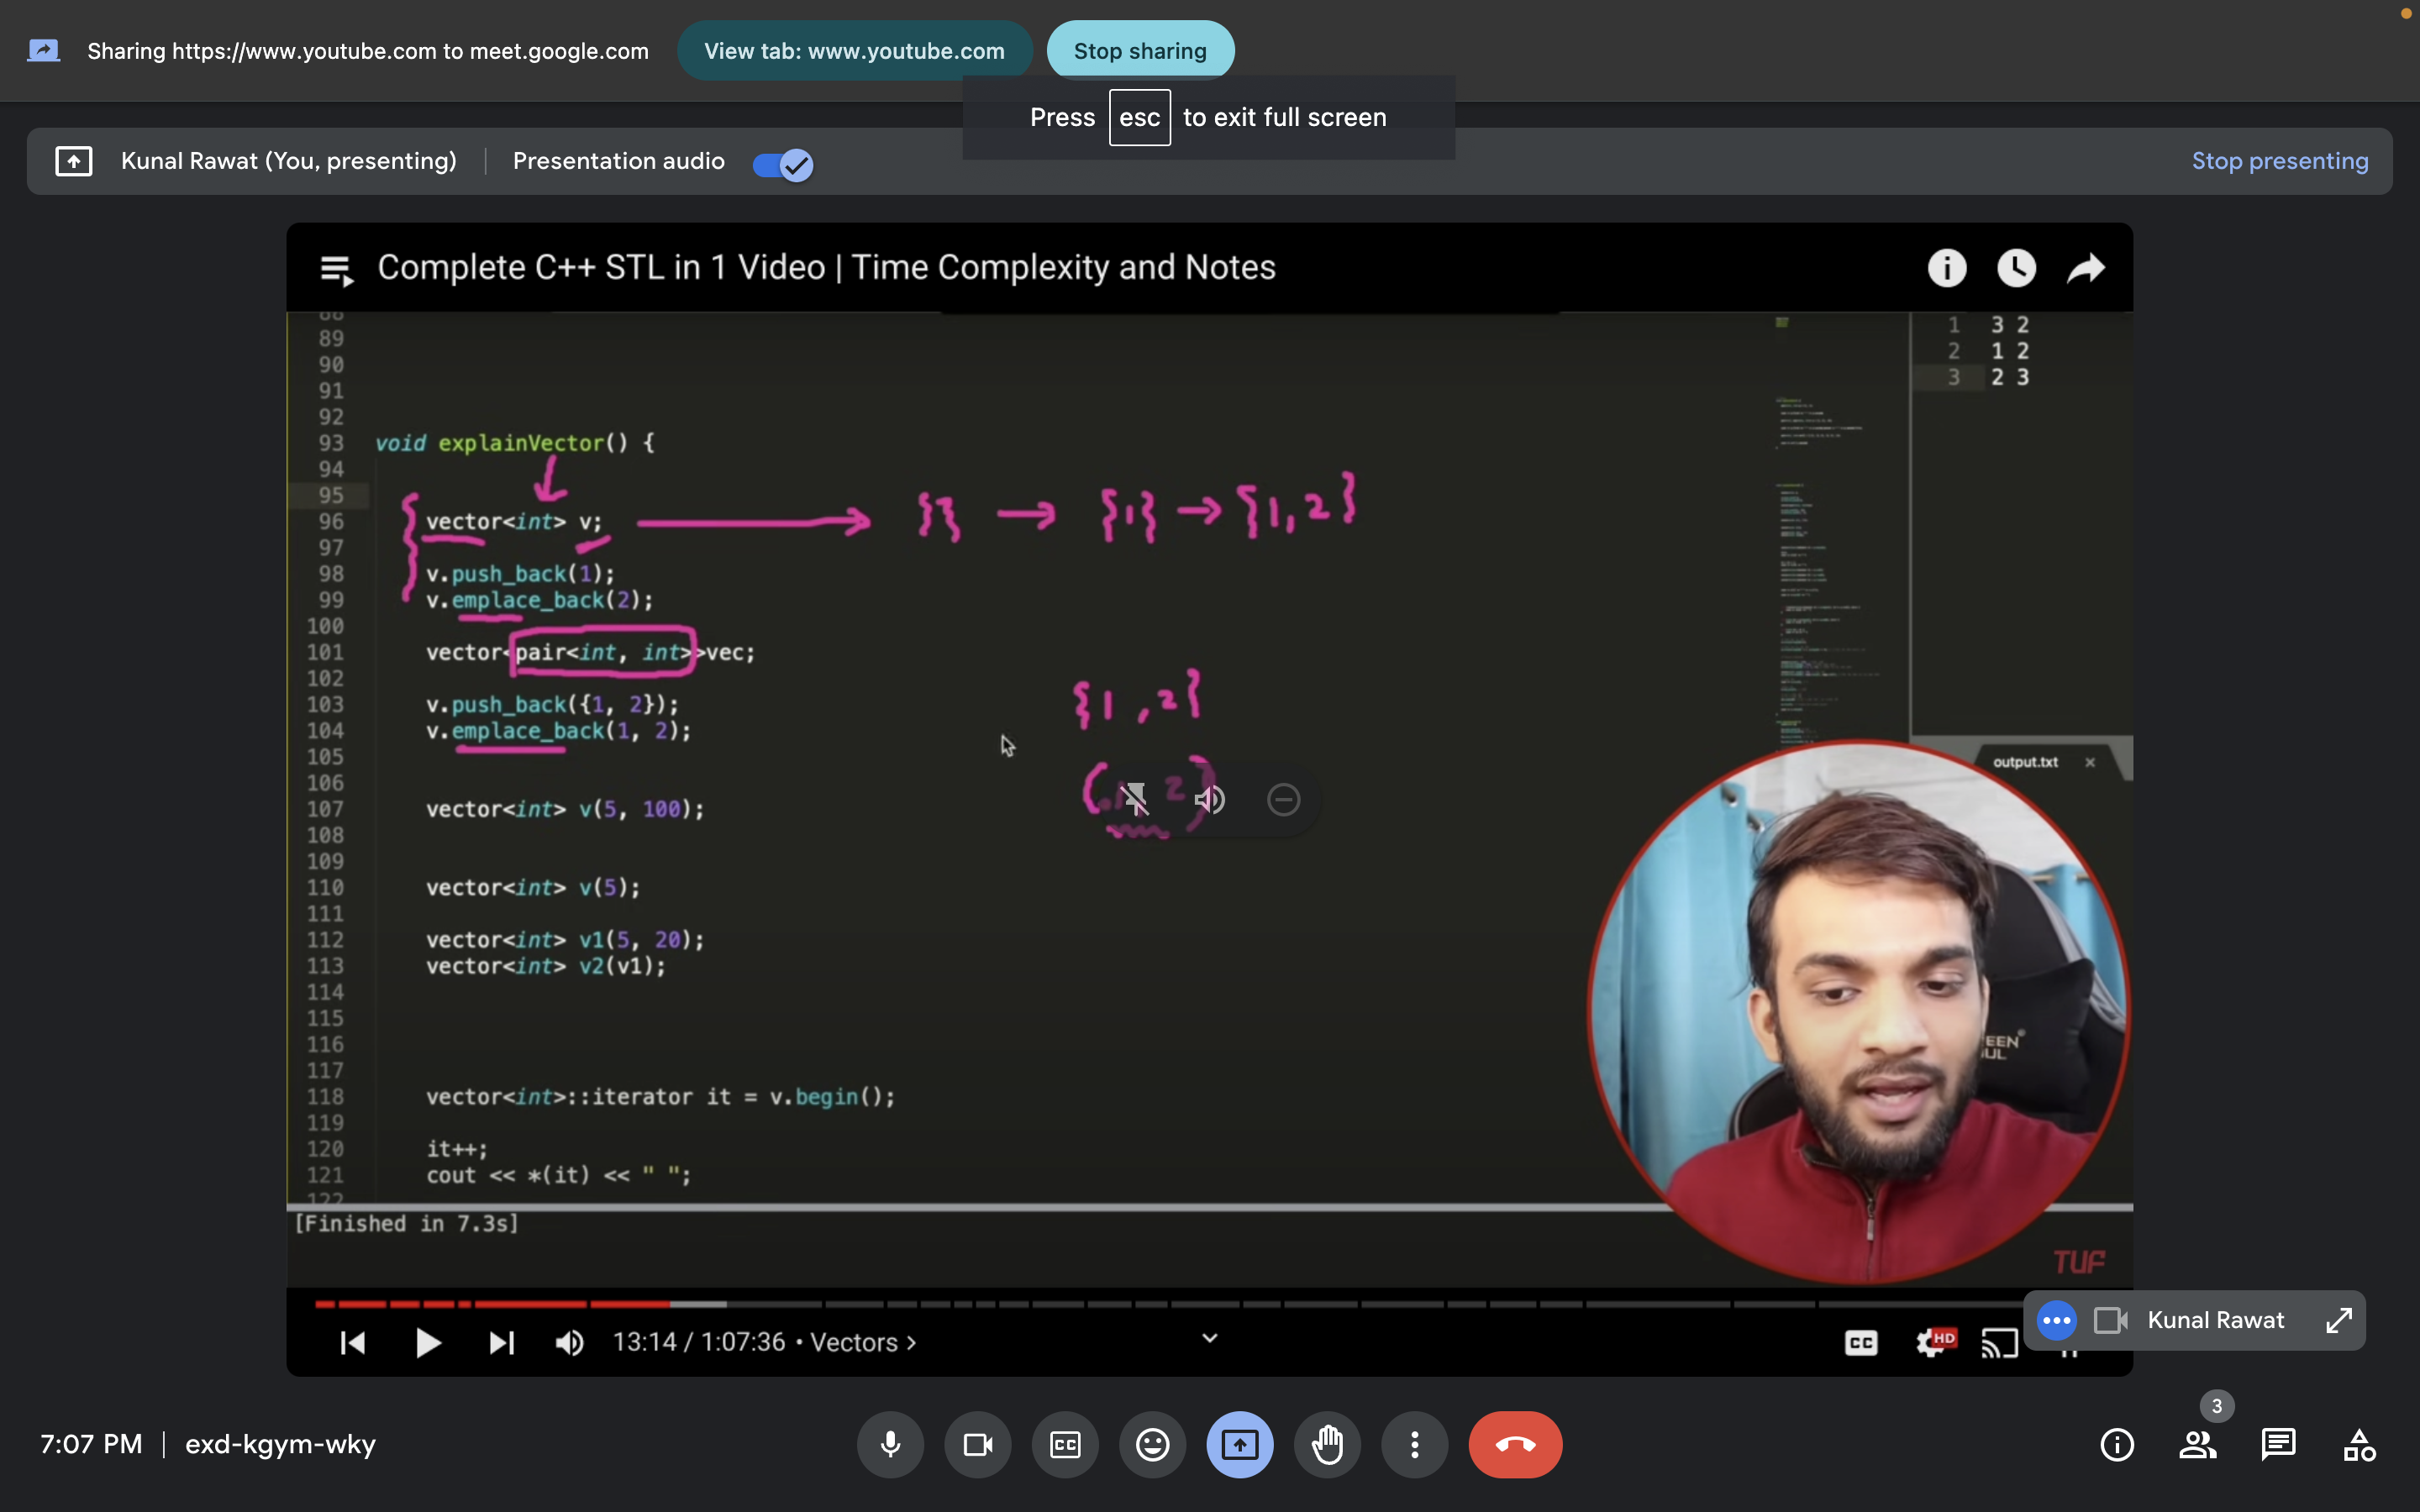 Sharing https://www.youtube.com to meet.google.com View tab: www.youtube.com Stop sharing
Press esc to exit full screen
Kunal Rawat (You, presenting) Presentation audio Stop presenting
Complete C++ STL in 1 Video | Time Complexity and Notes
88
89
90
91
92
93 void explainVector() {
94
95
96 vector<int> v; {} {1} {1,2}
97
98 v.push_back(1);
99 v.emplace_back(2);
100
101 vector<pair<int, int>>vec;
102
103 v.push_back({1, 2}); {1,2}
104 v.emplace_back(1, 2);
105
106
107 vector<int> v(5, 100);
108
109
110 vector<int> v(5);
111
112 vector<int> v1(5, 20);
113 vector<int> v2(v1);
114
115
116
117
118 vector<int>::iterator it = v.begin();
119
120 it++;
121 cout << *(it) << " ";
122
1 3 2
2 1 2
3 2 3
output.txt ×
[Finished in 7.3s]
TUF
13:14 / 1:07:36 • Vectors >
CC HD
Kunal Rawat
7:07 PM | exd-kgym-wky
CC
3